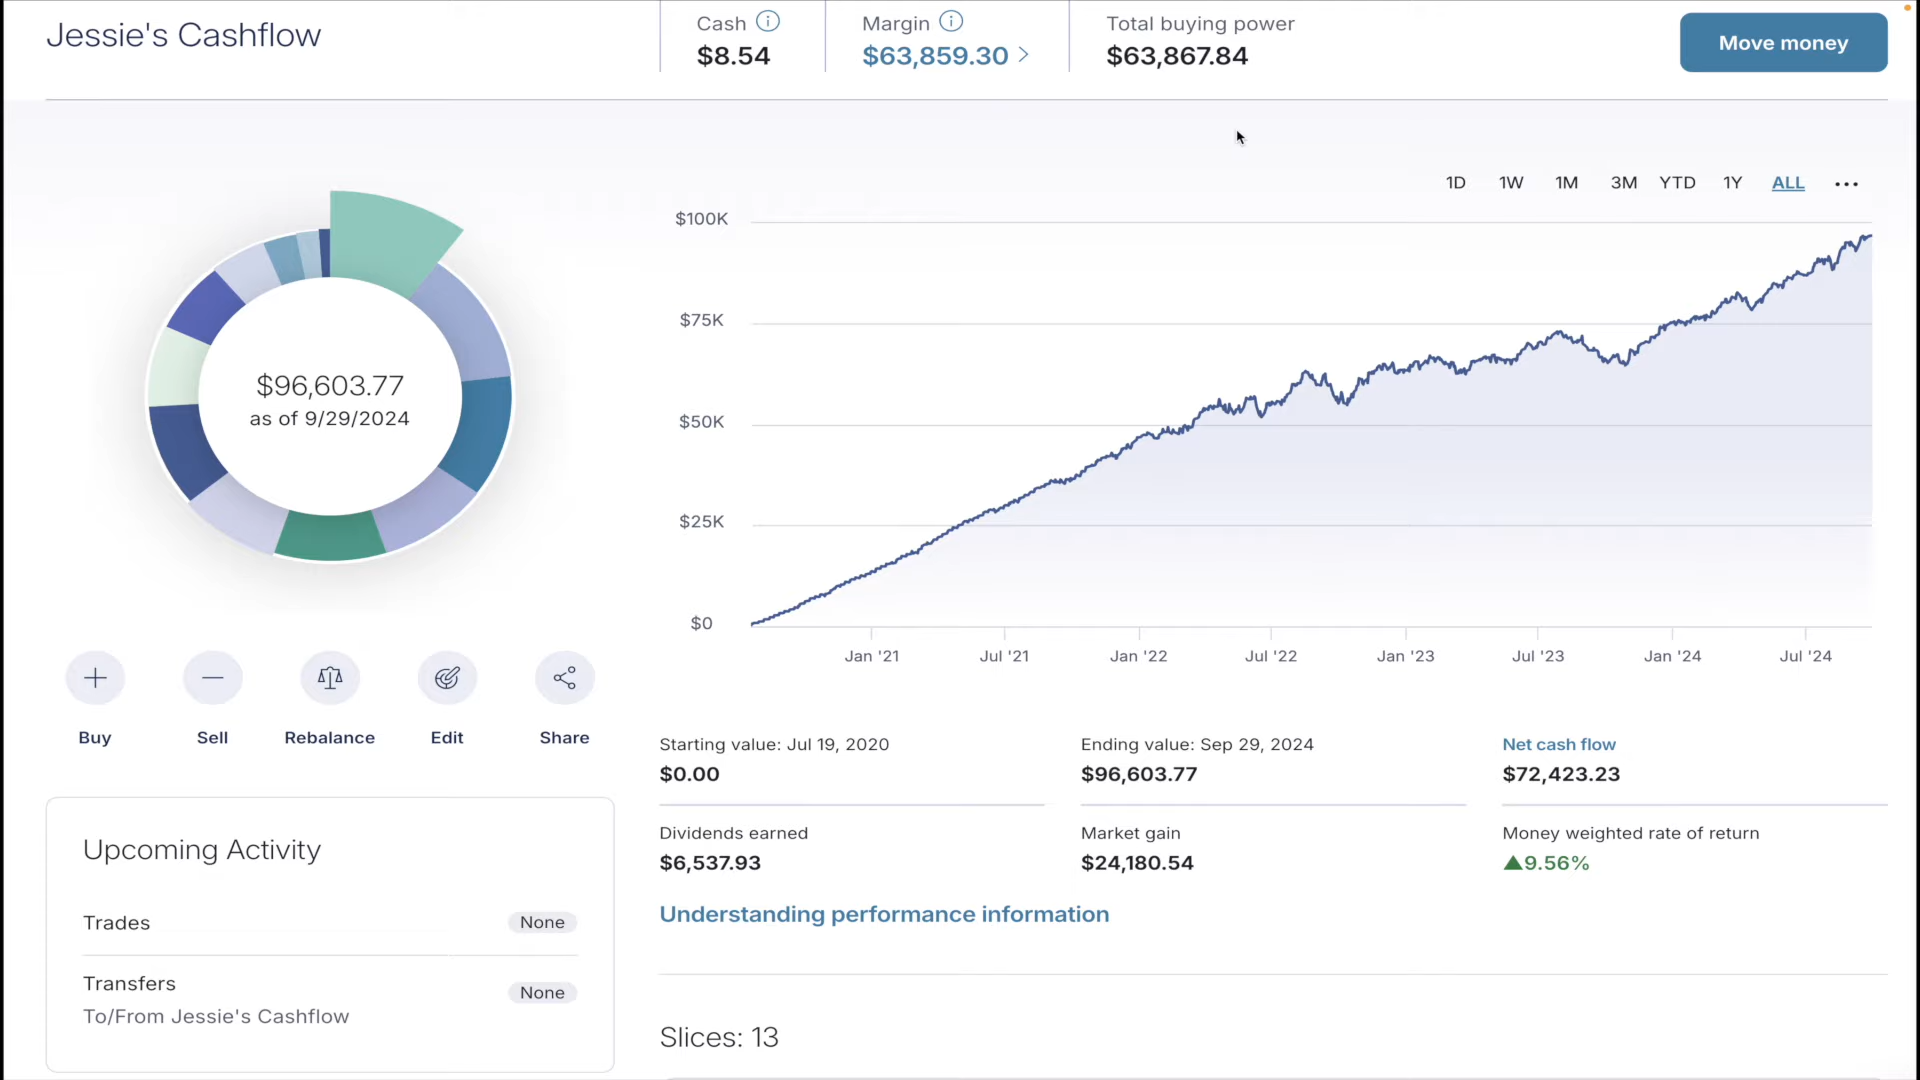 Jessie's Cashflow
Cash
$8.54
Margin
$63,859.30 >
Total buying power
$63,867.84
Move money
1D 1W 1M 3M YTD 1Y ALL ...
$100K
$75K
$50K
$25K
$0
Jan '21 Jul '21 Jan '22 Jul '22 Jan '23 Jul '23 Jan '24 Jul '24
$96,603.77
as of 9/29/2024
Buy Sell Rebalance Edit Share
Starting value: Jul 19, 2020
$0.00
Ending value: Sep 29, 2024
$96,603.77
Net cash flow
$72,423.23
Dividends earned
$6,537.93
Market gain
$24,180.54
Money weighted rate of return
▲9.56%
Understanding performance information
Upcoming Activity
Trades None
Transfers None
To/From Jessie's Cashflow
Slices: 13